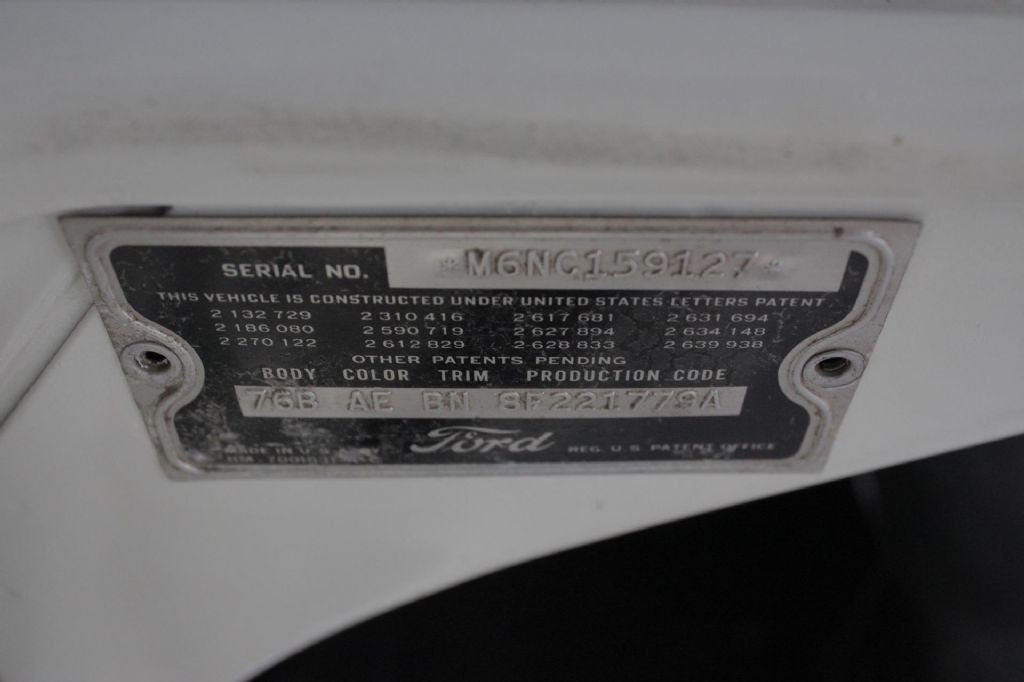 SERIAL NO. *M6NC159127*
THIS VEHICLE IS CONSTRUCTED UNDER UNITED STATES LETTERS PATENT
2 132 729 2 310 416 2 617 681 2 631 694
2 186 080 2 590 719 2 627 894 2 634 148
2 270 122 2 612 829 2 628 833 2 639 938
OTHER PATENTS PENDING
BODY COLOR TRIM PRODUCTION CODE
76B AE BN SF221779A
MADE IN U.S.
Ford REG. U.S. PATENT OFFICE